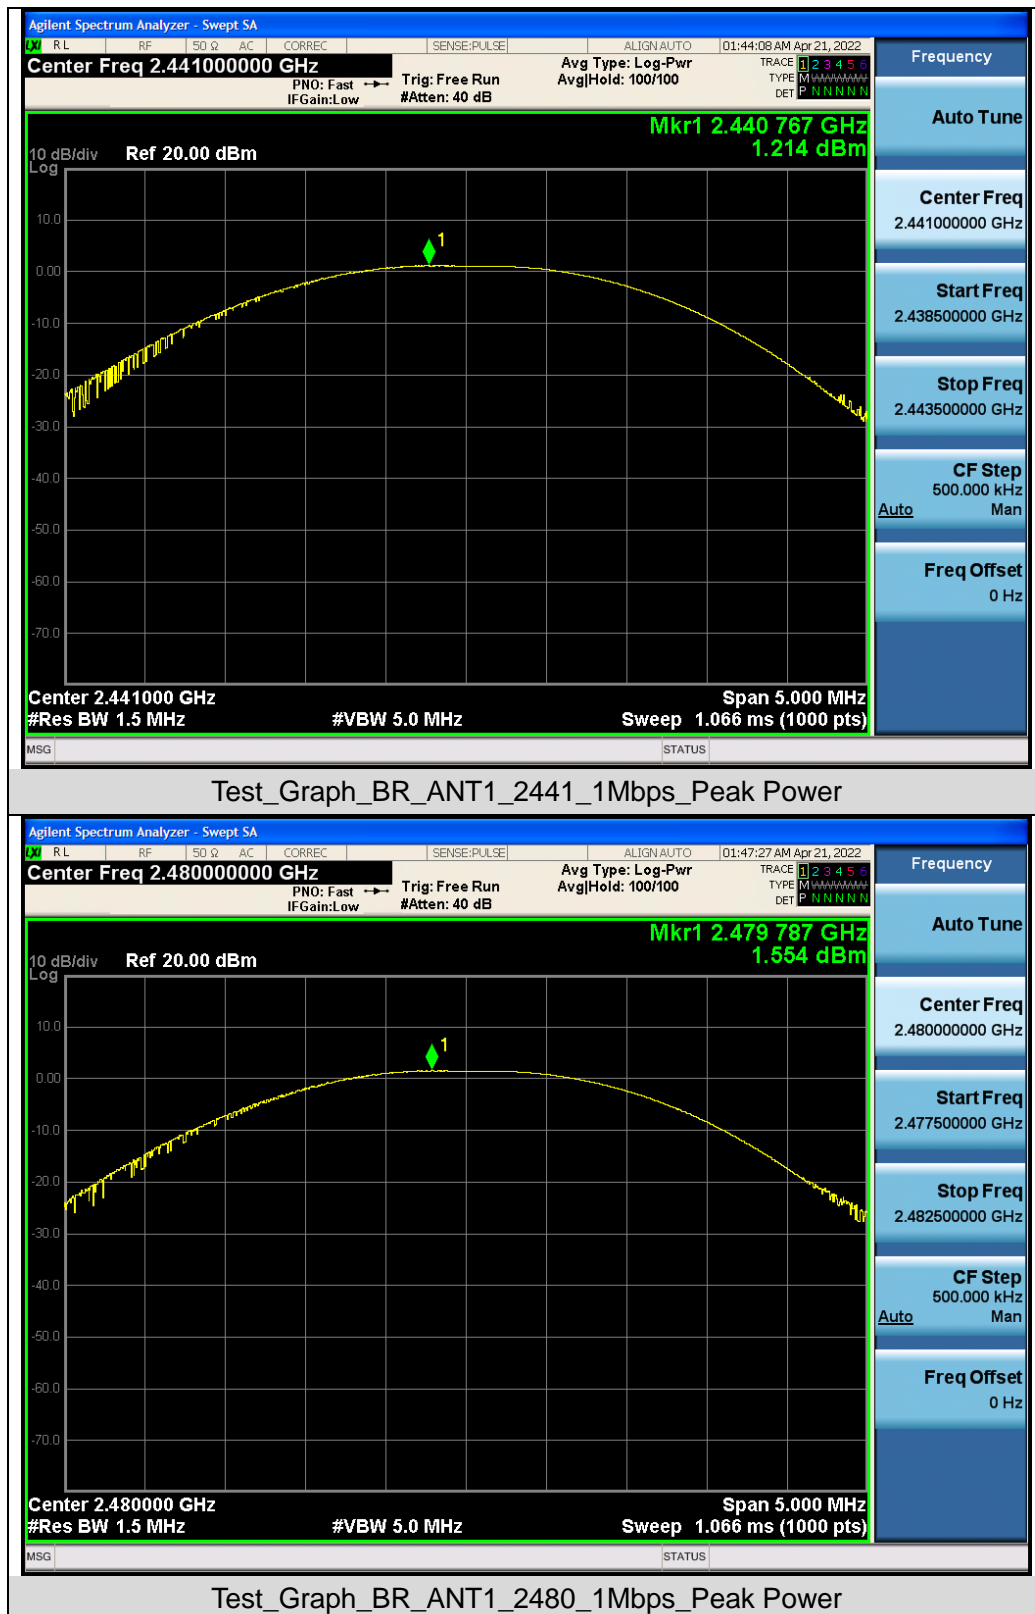 Agilent Spectrum Analyzer - Swept SA
LXI RL RF 50 Ω AC CORREC SENSE:PULSE ALIGN AUTO 01:44:08 AM Apr 21, 2022
Center Freq 2.441000000 GHz
PNO: Fast
IFGain:Low
Trig: Free Run
#Atten: 40 dB
Avg Type: Log-Pwr
Avg|Hold: 100/100
TRACE 1 2 3 4 5 6
TYPE M
DET P N N N N N
Mkr1 2.440 767 GHz
1.214 dBm
10 dB/div Ref 20.00 dBm
Log
1
10.0
0.00
-10.0
-20.0
-30.0
-40.0
-50.0
-60.0
-70.0
Center 2.441000 GHz Span 5.000 MHz
#Res BW 1.5 MHz #VBW 5.0 MHz Sweep 1.066 ms (1000 pts)
MSG STATUS
Frequency
Auto Tune
Center Freq
2.441000000 GHz
Start Freq
2.438500000 GHz
Stop Freq
2.443500000 GHz
CF Step
500.000 kHz
Auto Man
Freq Offset
0 Hz
Test_Graph_BR_ANT1_2441_1Mbps_Peak Power
Agilent Spectrum Analyzer - Swept SA
LXI RL RF 50 Ω AC CORREC SENSE:PULSE ALIGN AUTO 01:47:27 AM Apr 21, 2022
Center Freq 2.480000000 GHz
PNO: Fast
IFGain:Low
Trig: Free Run
#Atten: 40 dB
Avg Type: Log-Pwr
Avg|Hold: 100/100
TRACE 1 2 3 4 5 6
TYPE M
DET P N N N N N
Mkr1 2.479 787 GHz
1.554 dBm
10 dB/div Ref 20.00 dBm
Log
1
10.0
0.00
-10.0
-20.0
-30.0
-40.0
-50.0
-60.0
-70.0
Center 2.480000 GHz Span 5.000 MHz
#Res BW 1.5 MHz #VBW 5.0 MHz Sweep 1.066 ms (1000 pts)
MSG STATUS
Frequency
Auto Tune
Center Freq
2.480000000 GHz
Start Freq
2.477500000 GHz
Stop Freq
2.482500000 GHz
CF Step
500.000 kHz
Auto Man
Freq Offset
0 Hz
Test_Graph_BR_ANT1_2480_1Mbps_Peak Power